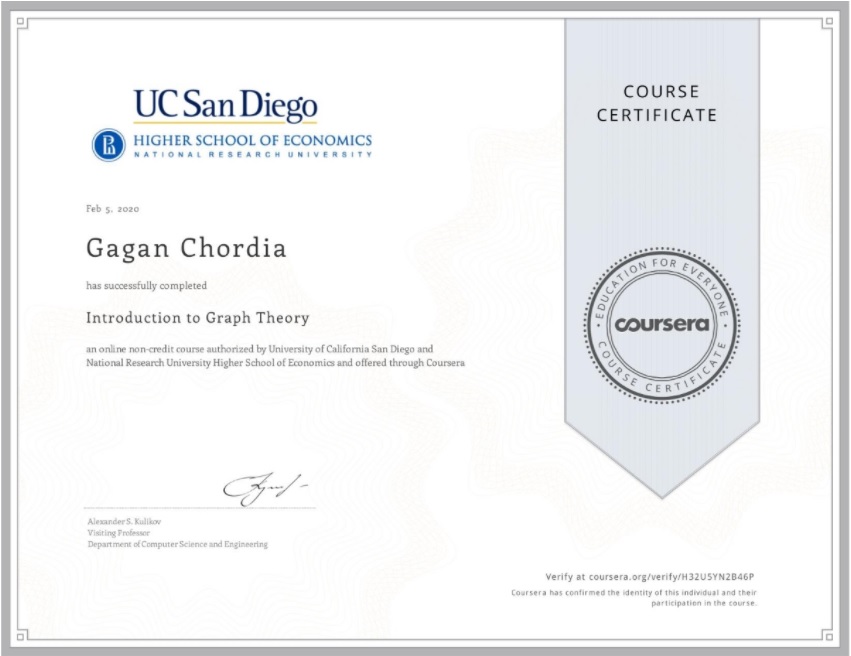 UC San Diego
HIGHER SCHOOL OF ECONOMICS
NATIONAL RESEARCH UNIVERSITY
COURSE
CERTIFICATE
Feb 5, 2020
Gagan Chordia
has successfully completed
Introduction to Graph Theory
an online non-credit course authorized by University of California San Diego and
National Research University Higher School of Economics and offered through Coursera
EDUCATION FOR EVERYONE
coursera
COURSE CERTIFICATE
Alexander S. Kulikov
Visiting Professor
Department of Computer Science and Engineering
Verify at coursera.org/verify/H32U5YN2B46P
Coursera has confirmed the identity of this individual and their
participation in the course.